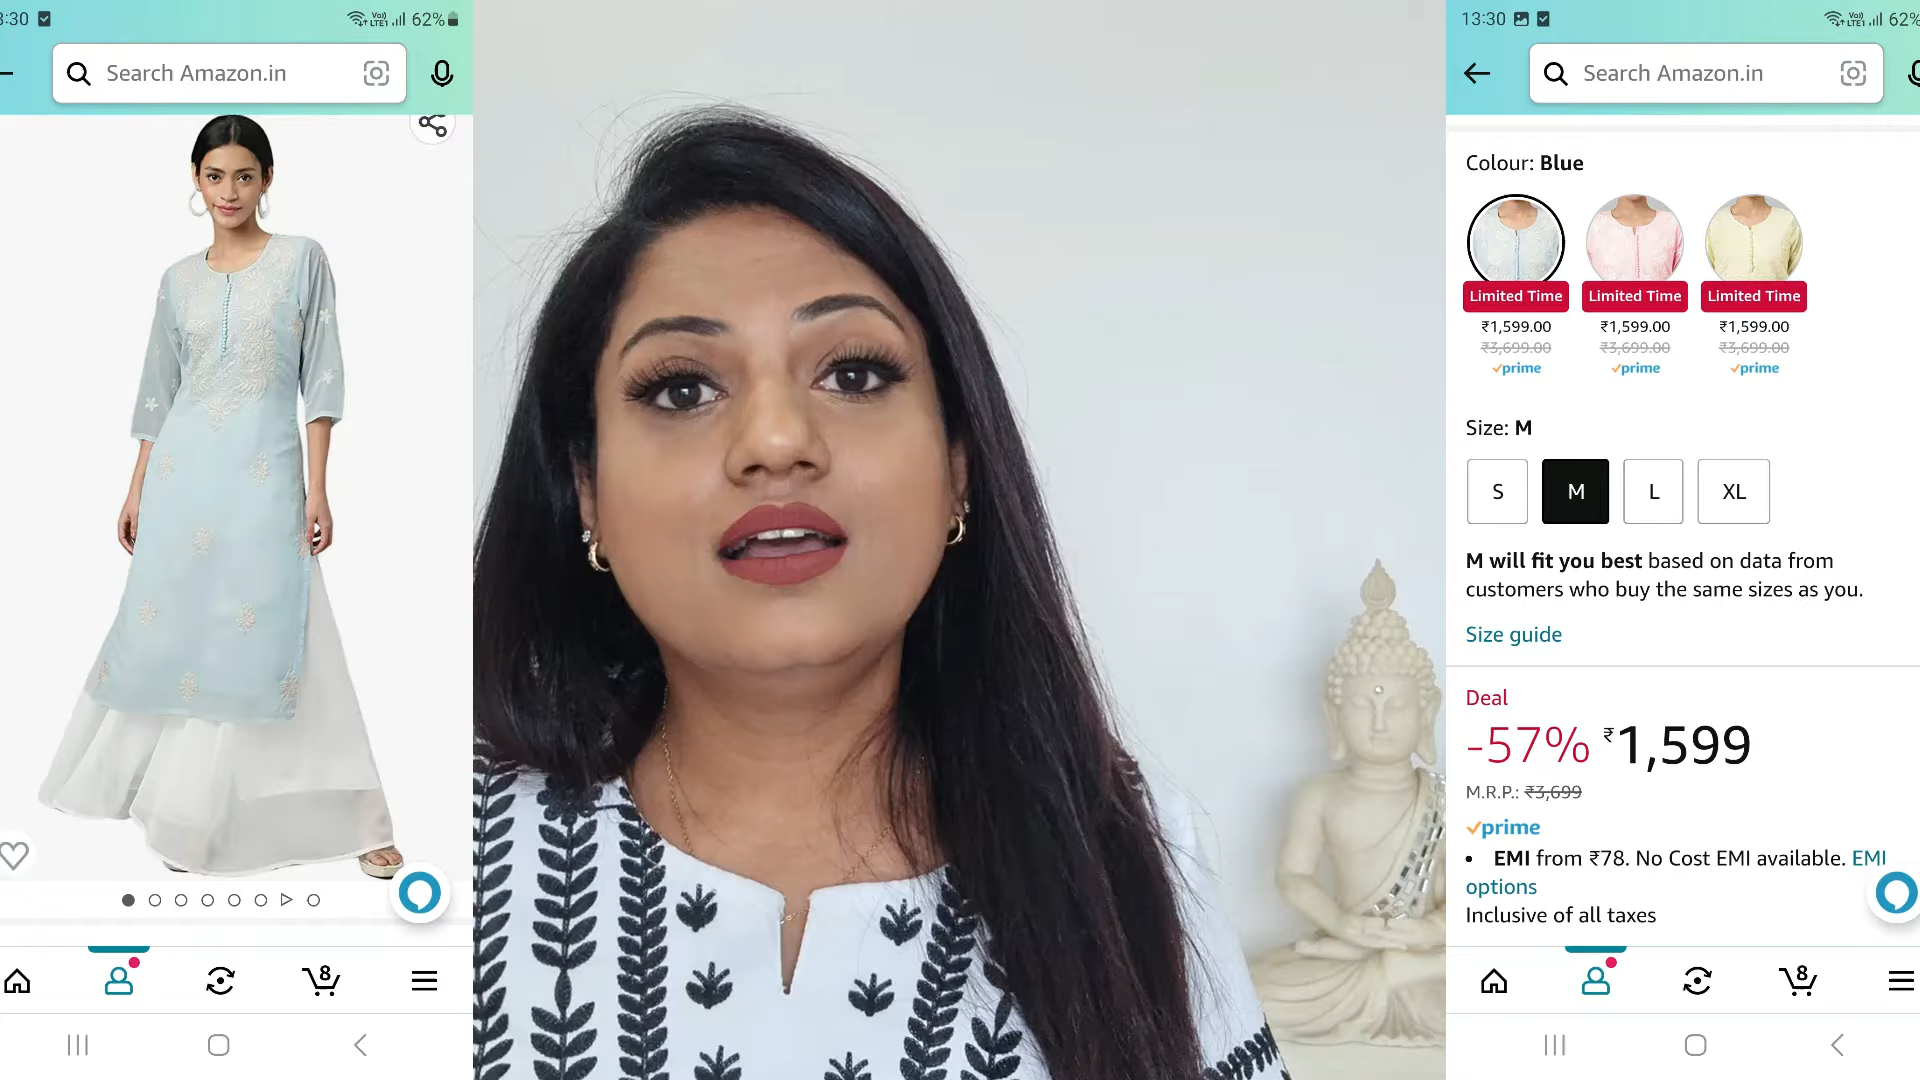 3:30
Vo)
LTE1
62%
Search Amazon.in
8
13:30
Vo)
LTE1
62%
Search Amazon.in
Colour: Blue
Limited Time Limited Time Limited Time
₹1,599.00 ₹1,599.00 ₹1,599.00
₹3,699.00 ₹3,699.00 ₹3,699.00
prime prime prime
Size: M
S M L XL
M will fit you best based on data from
customers who buy the same sizes as you.
Size guide
Deal
-57% ₹1,599
M.R.P.: ₹3,699
prime
• EMI from ₹78. No Cost EMI available. EMI
options
Inclusive of all taxes
8